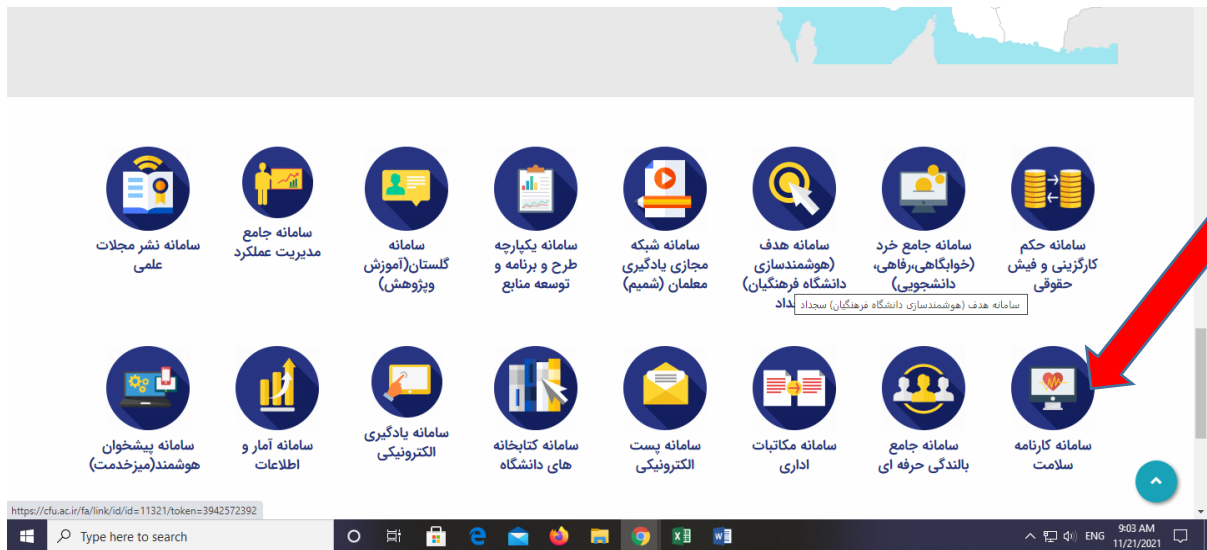 سامانه حکم
کارگزینی و فیش
حقوقی
سامانه جامع خرد
(خوابگاهی،رفاهی،
دانشجویی)
سامانه هدف
(هوشمندسازی
دانشگاه فرهنگیان)
داد
سامانه هدف (هوشمندسازی دانشگاه فرهنگیان) سجداد
سامانه شبکه
مجازی یادگیری
معلمان (شمیم)
سامانه یکپارچه
طرح و برنامه و
توسعه منابع
سامانه
گلستان(آموزش
وپژوهش)
سامانه جامع
مدیریت عملکرد
سامانه نشر مجلات
علمی
سامانه کارنامه
سلامت
سامانه جامع
بالندگی حرفه ای
سامانه مکاتبات
اداری
سامانه پست
الکترونیکی
سامانه کتابخانه
های دانشگاه
سامانه یادگیری
الکترونیکی
سامانه آمار و
اطلاعات
سامانه پیشخوان
هوشمند(میزخدمت)
https://cfu.ac.ir/fa/link/id/id=11321/token=3942572392
Type here to search
ENG
9:03 AM
11/21/2021